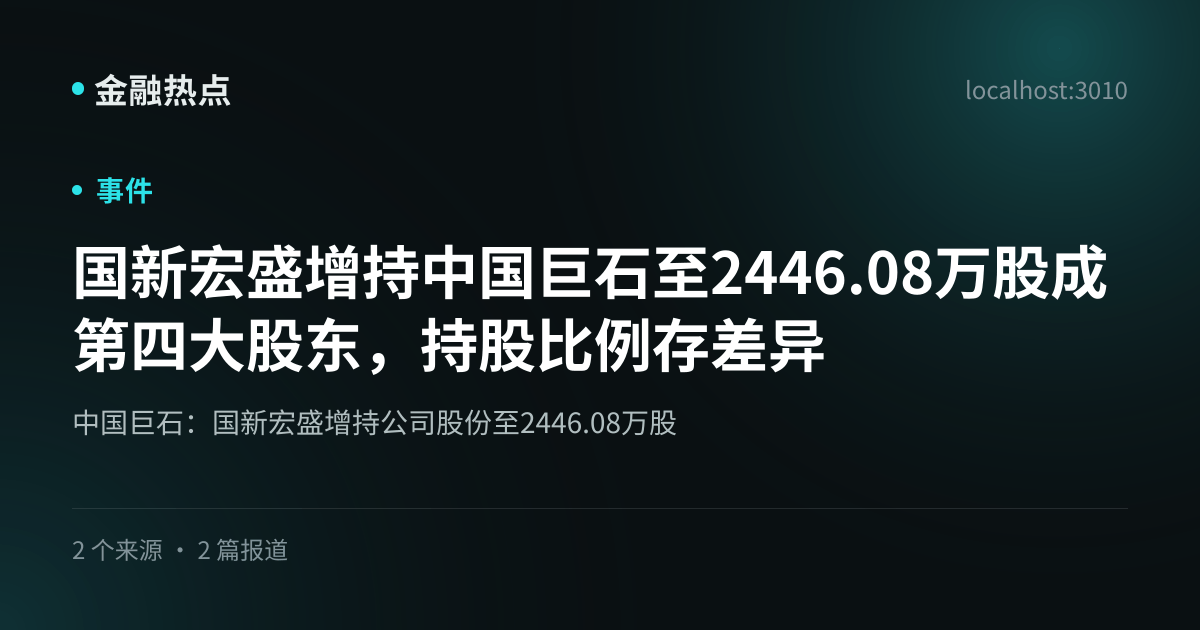 金融热点
localhost:3010
事件
国新宏盛增持中国巨石至2446.08万股成
第四大股东，持股比例存差异
中国巨石：国新宏盛增持公司股份至2446.08万股
2 个来源 · 2 篇报道